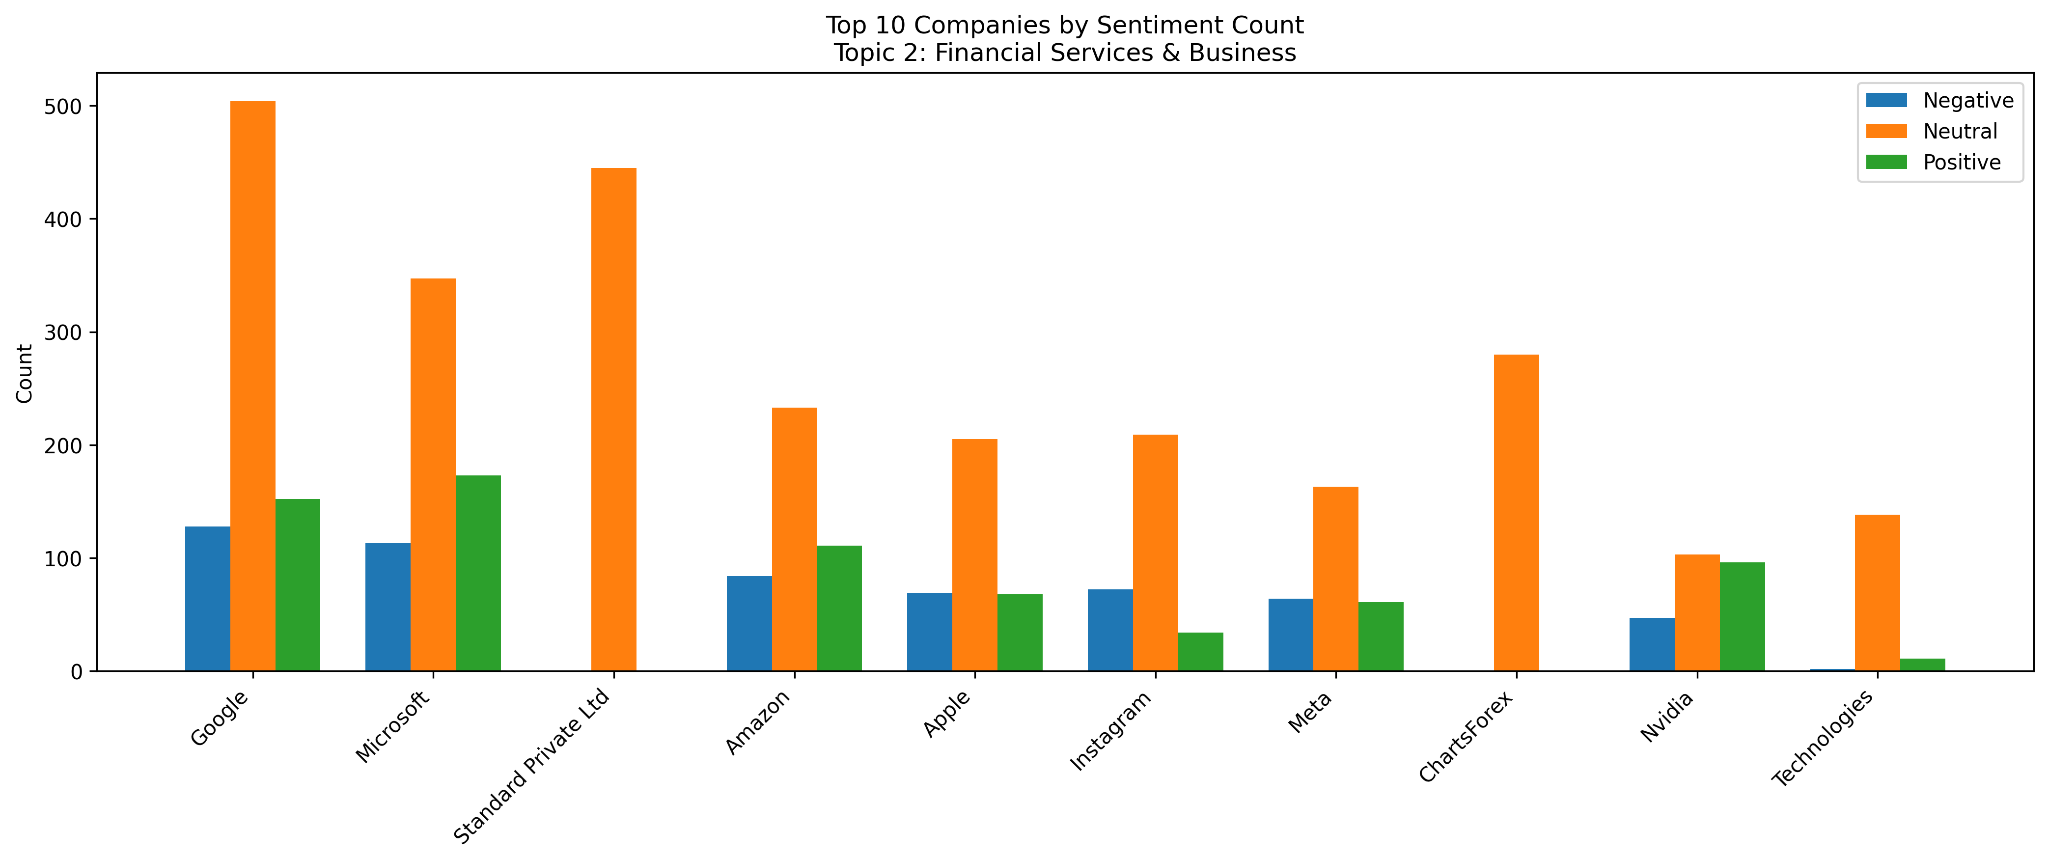 Top 10 Companies by Sentiment Count
Topic 2: Financial Services & Business
Negative
Neutral
Positive
Count
500
400
300
200
100
0
Google
Microsoft
Standard Private Ltd
Amazon
Apple
Instagram
Meta
ChartsForex
Nvidia
Technologies